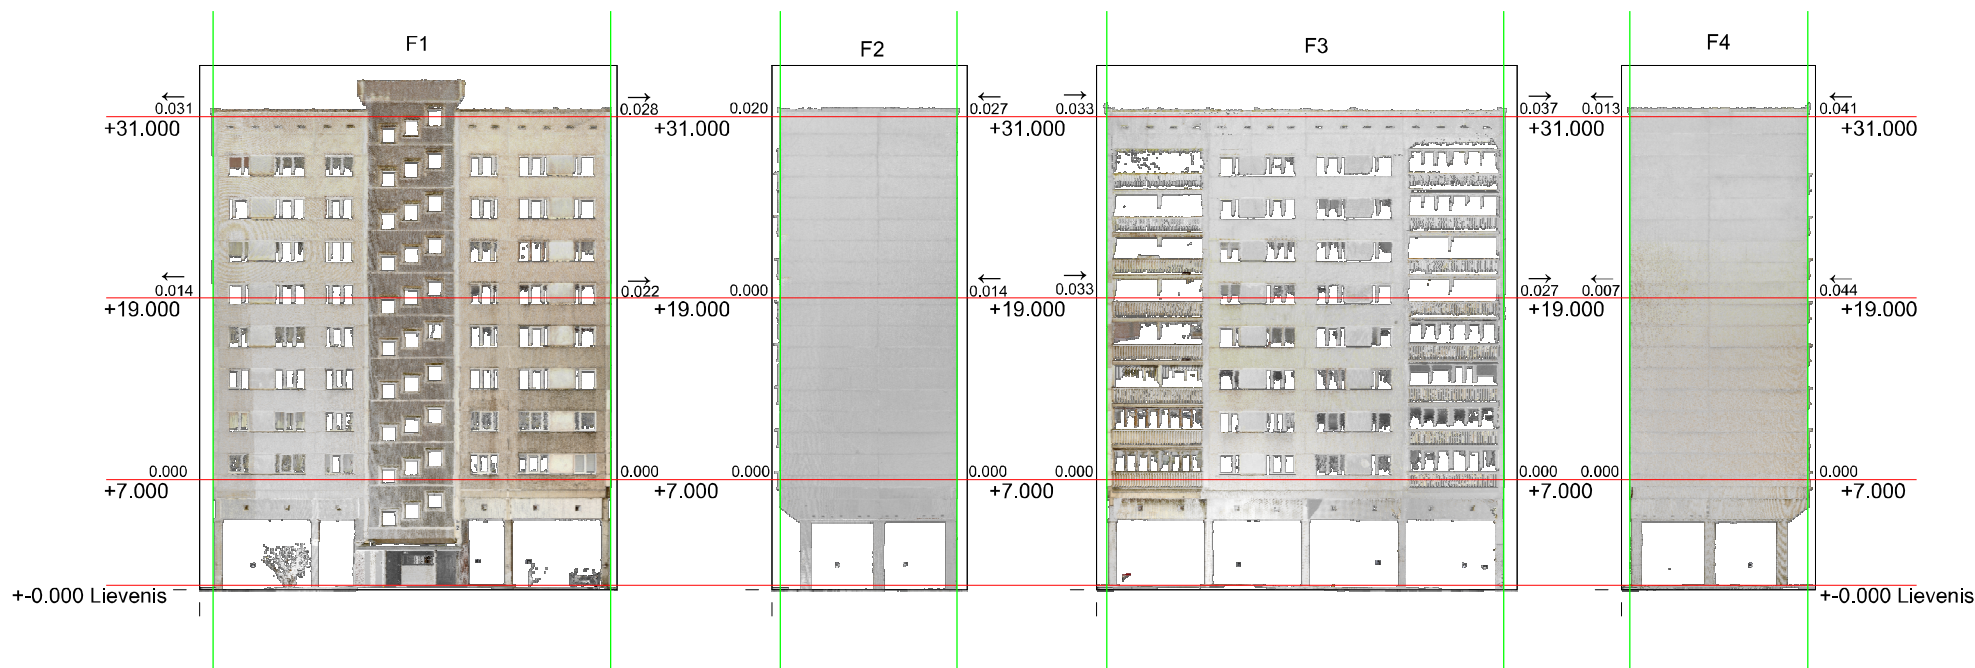 F1 F2 F3 F4
← 0.031 → 0.028 0.020 ← 0.027 → 0.033 → 0.037 ← 0.013 ← 0.041
+31.000 +31.000 +31.000 +31.000 +31.000
← 0.014 → 0.022 0.000 ← 0.014 → 0.033 → 0.027 ← 0.007 ← 0.044
+19.000 +19.000 +19.000 +19.000 +19.000
0.000 0.000 0.000 0.000 0.000 0.000 0.000 0.000
+7.000 +7.000 +7.000 +7.000 +7.000
+-0.000 Lievenis +-0.000 Lievenis